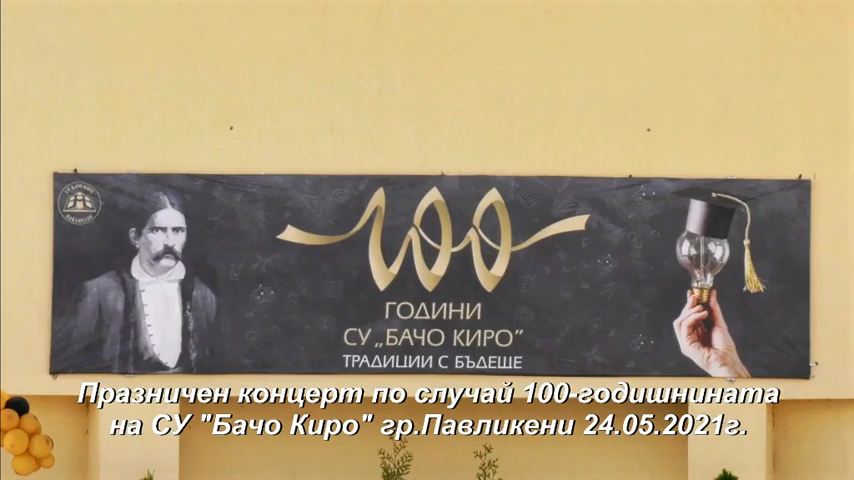 100
ГОДИНИ
СУ „БАЧО КИРО”
ТРАДИЦИИ С БЪДЕЩЕ
Празничен концерт по случай 100-годишнината
на СУ "Бачо Киро" гр.Павликени 24.05.2021г.